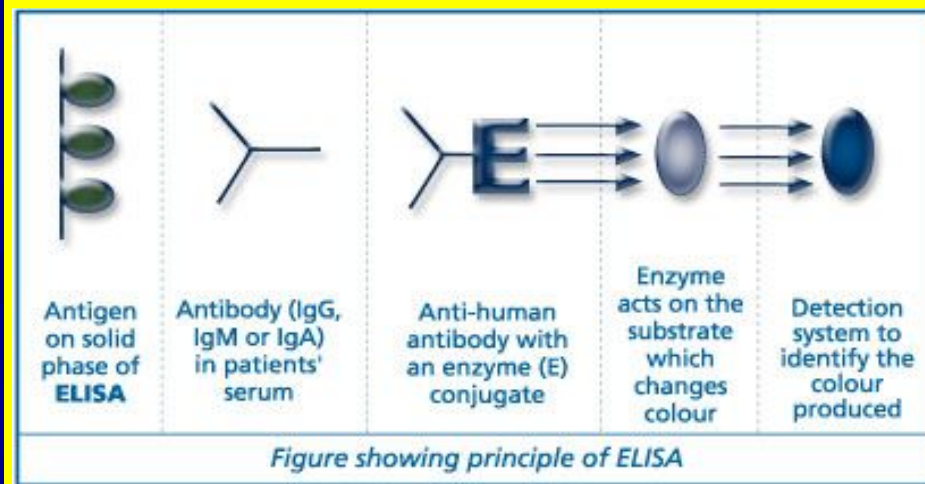 E
Antigen
on solid
phase of
ELISA
Antibody (IgG,
IgM or IgA)
in patients'
serum
Anti-human
antibody with
an enzyme (E)
conjugate
Enzyme
acts on the
substrate
which
changes
colour
Detection
system to
identify the
colour
produced
Figure showing principle of ELISA